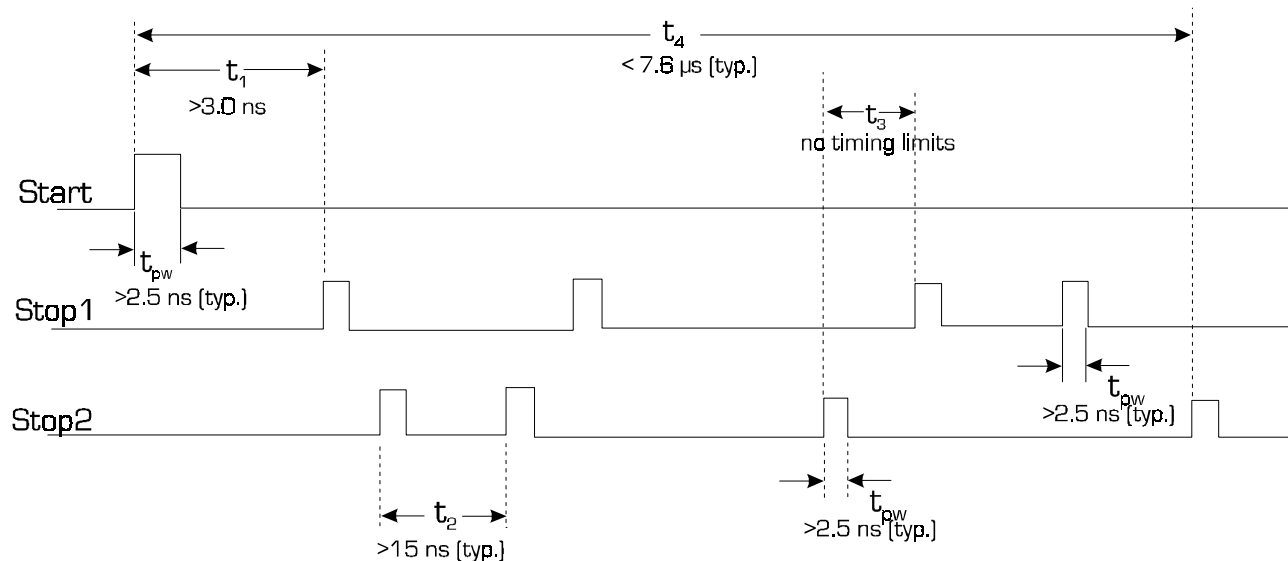 t4
< 7.6 µs (typ.)
t1
>3.0 ns
t3
no timing limits
Start
tpw
>2.5 ns (typ.)
Stop1
tpw
>2.5 ns (typ.)
Stop2
tpw
>2.5 ns (typ.)
t2
>15 ns (typ.)